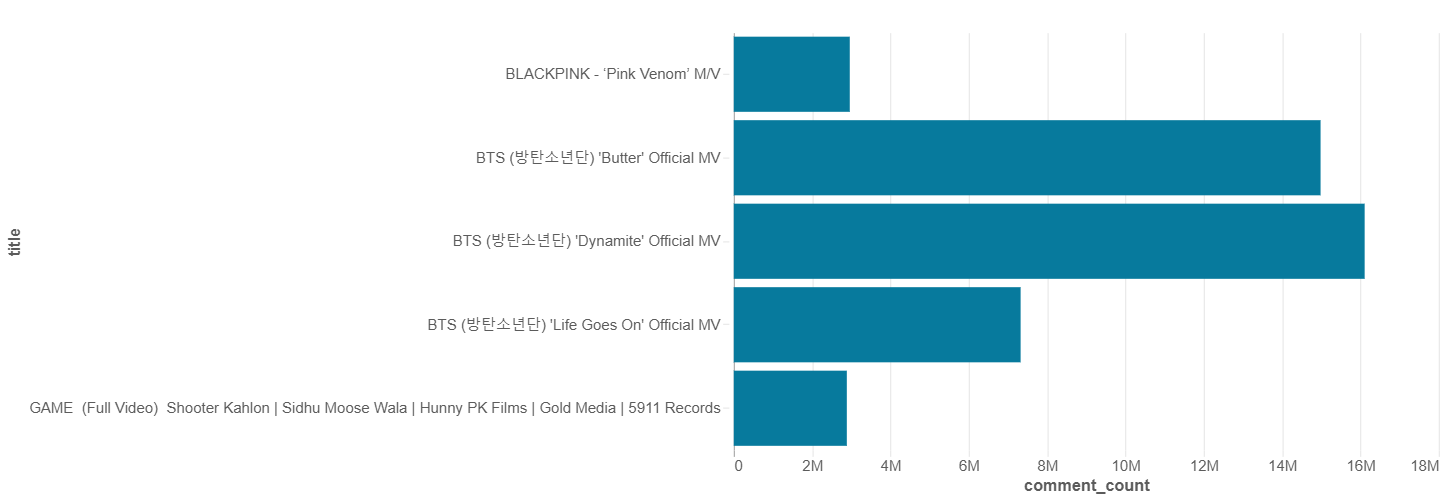 BLACKPINK - ‘Pink Venom’ M/V
BTS (방탄소년단) 'Butter' Official MV
BTS (방탄소년단) 'Dynamite' Official MV
title
BTS (방탄소년단) 'Life Goes On' Official MV
GAME  (Full Video)  Shooter Kahlon | Sidhu Moose Wala | Hunny PK Films | Gold Media | 5911 Records
0 2M 4M 6M 8M 10M 12M 14M 16M 18M
comment_count